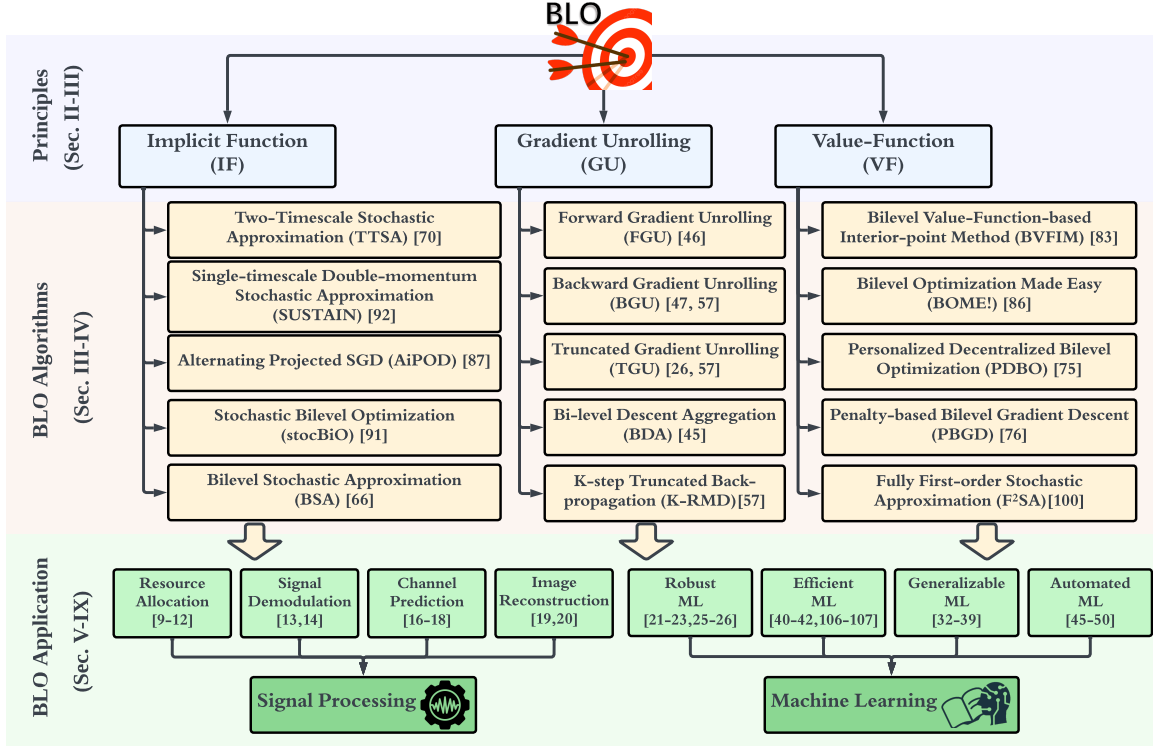 BLO
Principles
(Sec. II-III)
Implicit Function
(IF)
Gradient Unrolling
(GU)
Value-Function
(VF)
BLO Algorithms
(Sec. III-IV)
Two-Timescale Stochastic
Approximation (TTSA) [70]
Single-timescale Double-momentum
Stochastic Approximation
(SUSTAIN) [92]
Alternating Projected SGD (AiPOD) [87]
Stochastic Bilevel Optimization
(stocBiO) [91]
Bilevel Stochastic Approximation
(BSA) [66]
Forward Gradient Unrolling
(FGU) [46]
Backward Gradient Unrolling
(BGU) [47, 57]
Truncated Gradient Unrolling
(TGU) [26, 57]
Bi-level Descent Aggregation
(BDA) [45]
K-step Truncated Back-
propagation (K-RMD)[57]
Bilevel Value-Function-based
Interior-point Method (BVFIM) [83]
Bilevel Optimization Made Easy
(BOME!) [86]
Personalized Decentralized Bilevel
Optimization (PDBO) [75]
Penalty-based Bilevel Gradient Descent
(PBGD) [76]
Fully First-order Stochastic
Approximation (F²SA)[100]
BLO Application
(Sec. V-IX)
Resource
Allocation
[9-12]
Signal
Demodulation
[13,14]
Channel
Prediction
[16-18]
Image
Reconstruction
[19,20]
Robust
ML
[21-23,25-26]
Efficient
ML
[40-42,106-107]
Generalizable
ML
[32-39]
Automated
ML
[45-50]
Signal Processing
Machine Learning